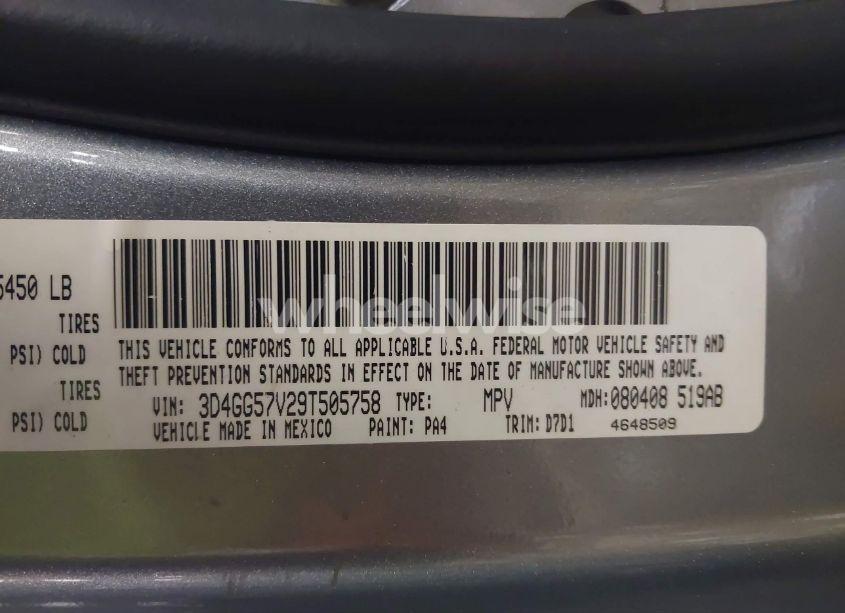 5450 LB
TIRES
PSI) COLD
TIRES
PSI) COLD
wheelwise
THIS VEHICLE CONFORMS TO ALL APPLICABLE U.S.A. FEDERAL MOTOR VEHICLE SAFETY AND
THEFT PREVENTION STANDARDS IN EFFECT ON THE DATE OF MANUFACTURE SHOWN ABOVE.
VIN: 3D4GG57V29T505758 TYPE: MPV MDH: 080408 519AB
VEHICLE MADE IN MEXICO PAINT: PA4 TRIM: D7D1 4648509